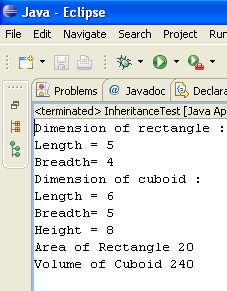 Java - Eclipse
File Edit Navigate Search Project Run
Problems @ Javadoc Declara
<terminated> InheritanceTest [Java Ap
Dimension of rectangle :
Length = 5
Breadth= 4
Dimension of cuboid :
Length = 6
Breadth= 5
Height = 8
Area of Rectangle 20
Volume of Cuboid 240